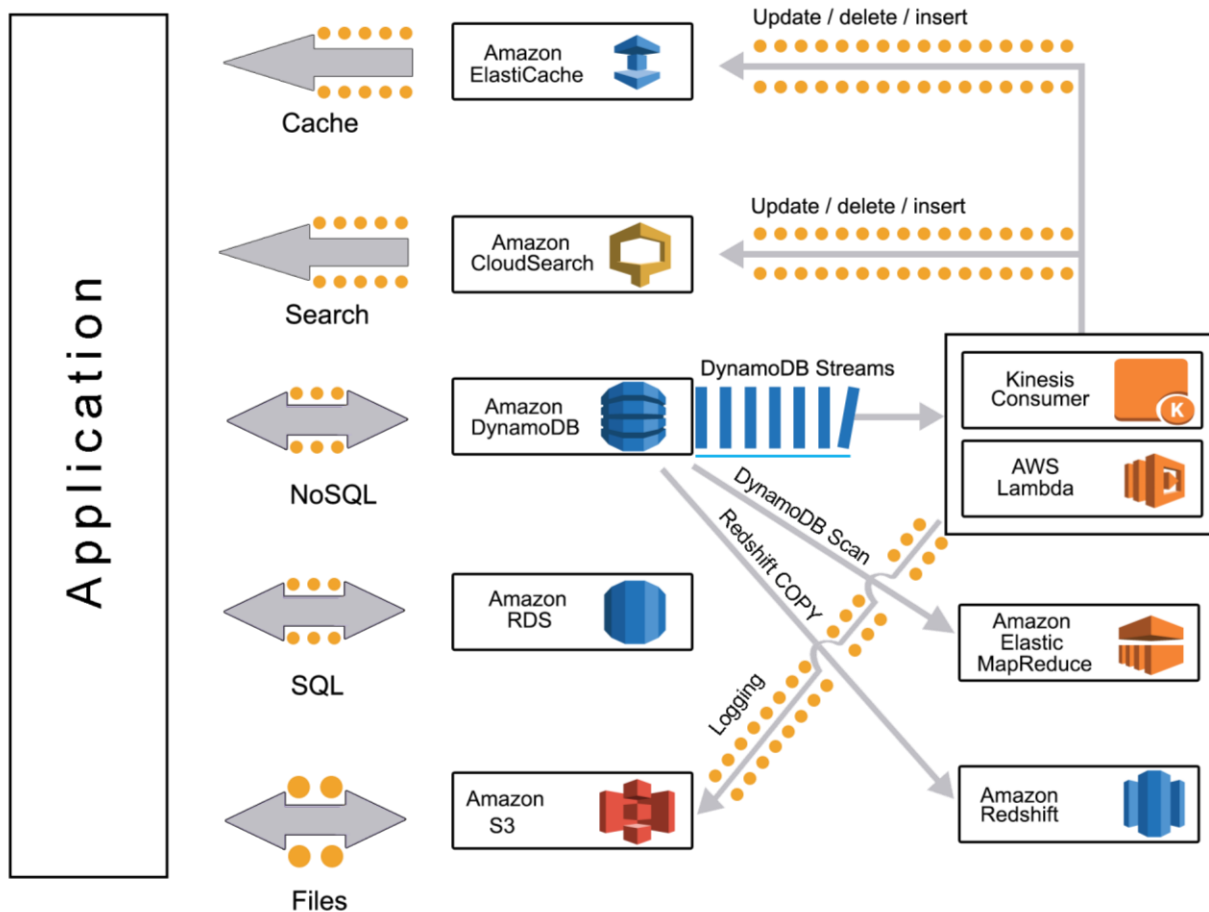 Application
Update / delete / insert
Amazon
ElastiCache
Cache
Update / delete / insert
Amazon
CloudSearch
Search
DynamoDB Streams
Kinesis
Consumer
K
Amazon
DynamoDB
NoSQL
AWS
Lambda
DynamoDB Scan
Redshift COPY
Logging
Amazon
RDS
SQL
Amazon
Elastic
MapReduce
Amazon
S3
Files
Amazon
Redshift